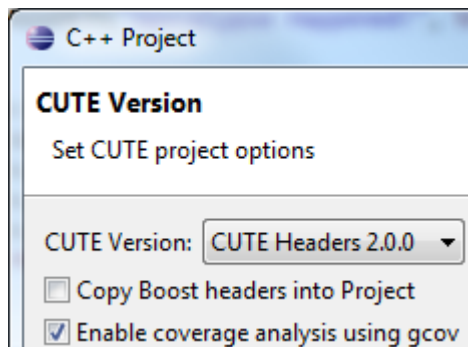 C++ Project
CUTE Version
Set CUTE project options
CUTE Version: CUTE Headers 2.0.0
Copy Boost headers into Project
Enable coverage analysis using gcov